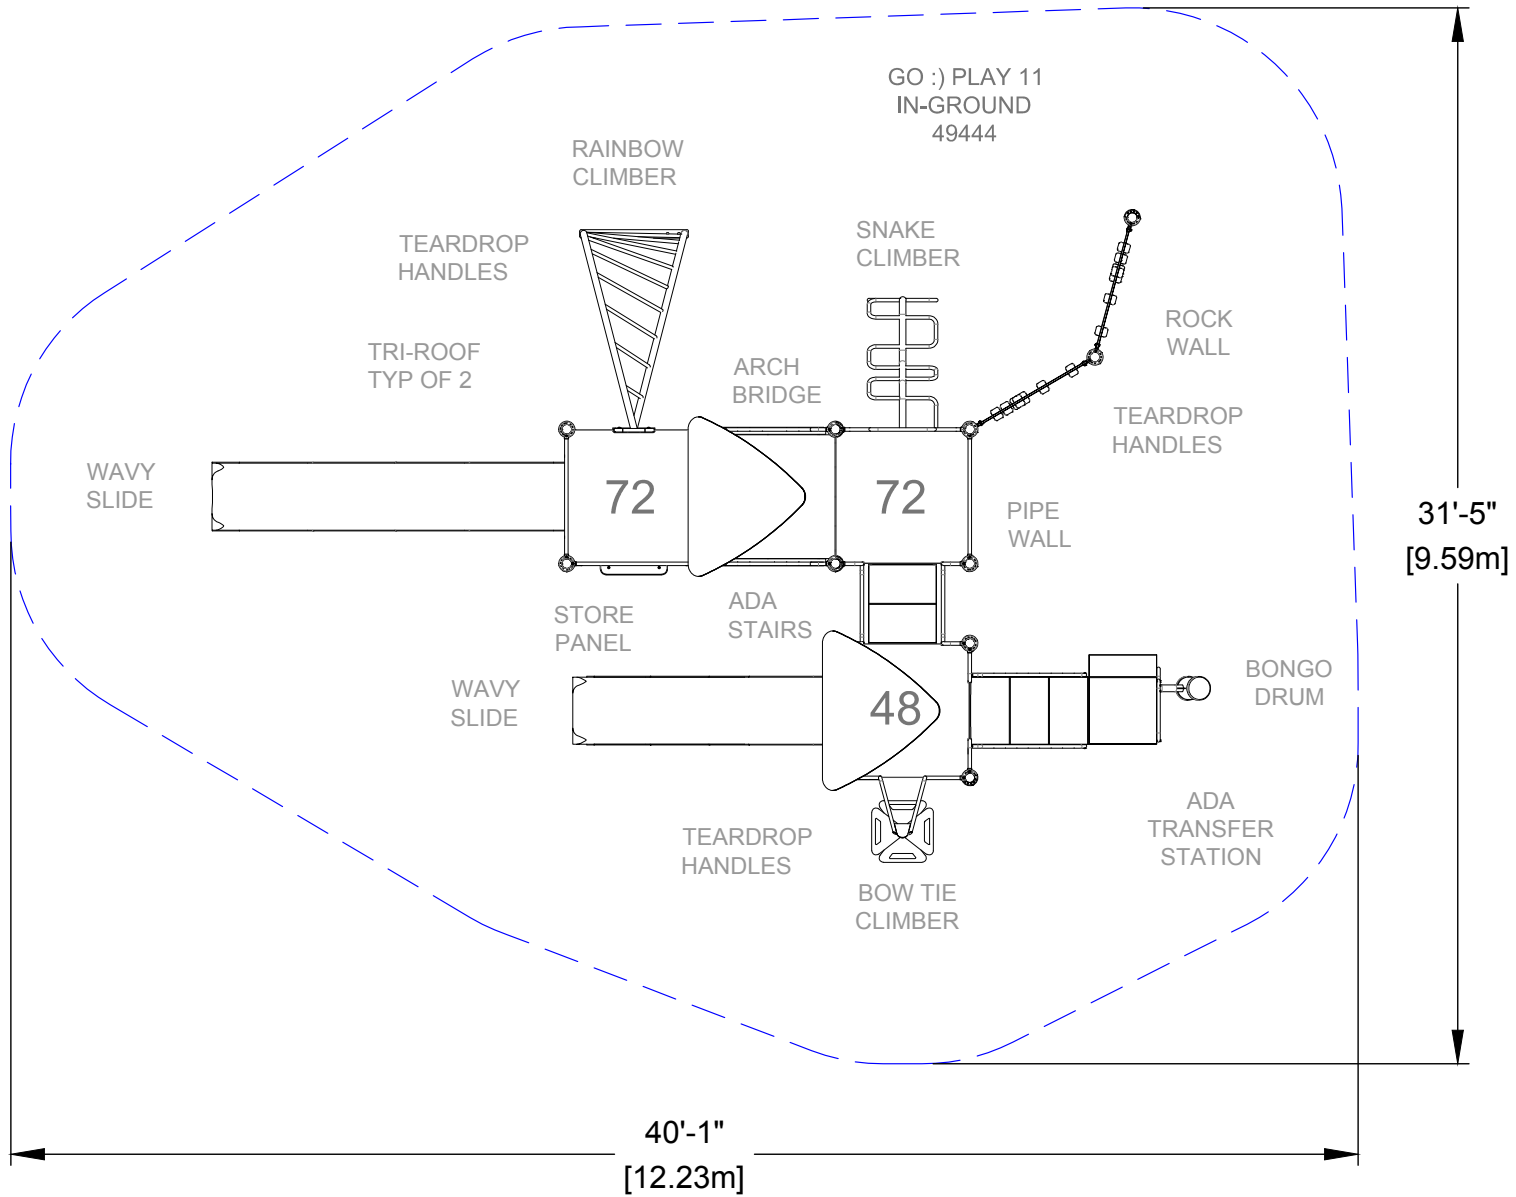 GO :) PLAY 11
IN-GROUND
49444
RAINBOW
CLIMBER
TEARDROP
HANDLES
SNAKE
CLIMBER
ROCK
WALL
TRI-ROOF
TYP OF 2
ARCH
BRIDGE
TEARDROP
HANDLES
WAVY
SLIDE
72
72
PIPE
WALL
31'-5"
[9.59m]
STORE
PANEL
ADA
STAIRS
WAVY
SLIDE
48
BONGO
DRUM
TEARDROP
HANDLES
ADA
TRANSFER
STATION
BOW TIE
CLIMBER
40'-1"
[12.23m]